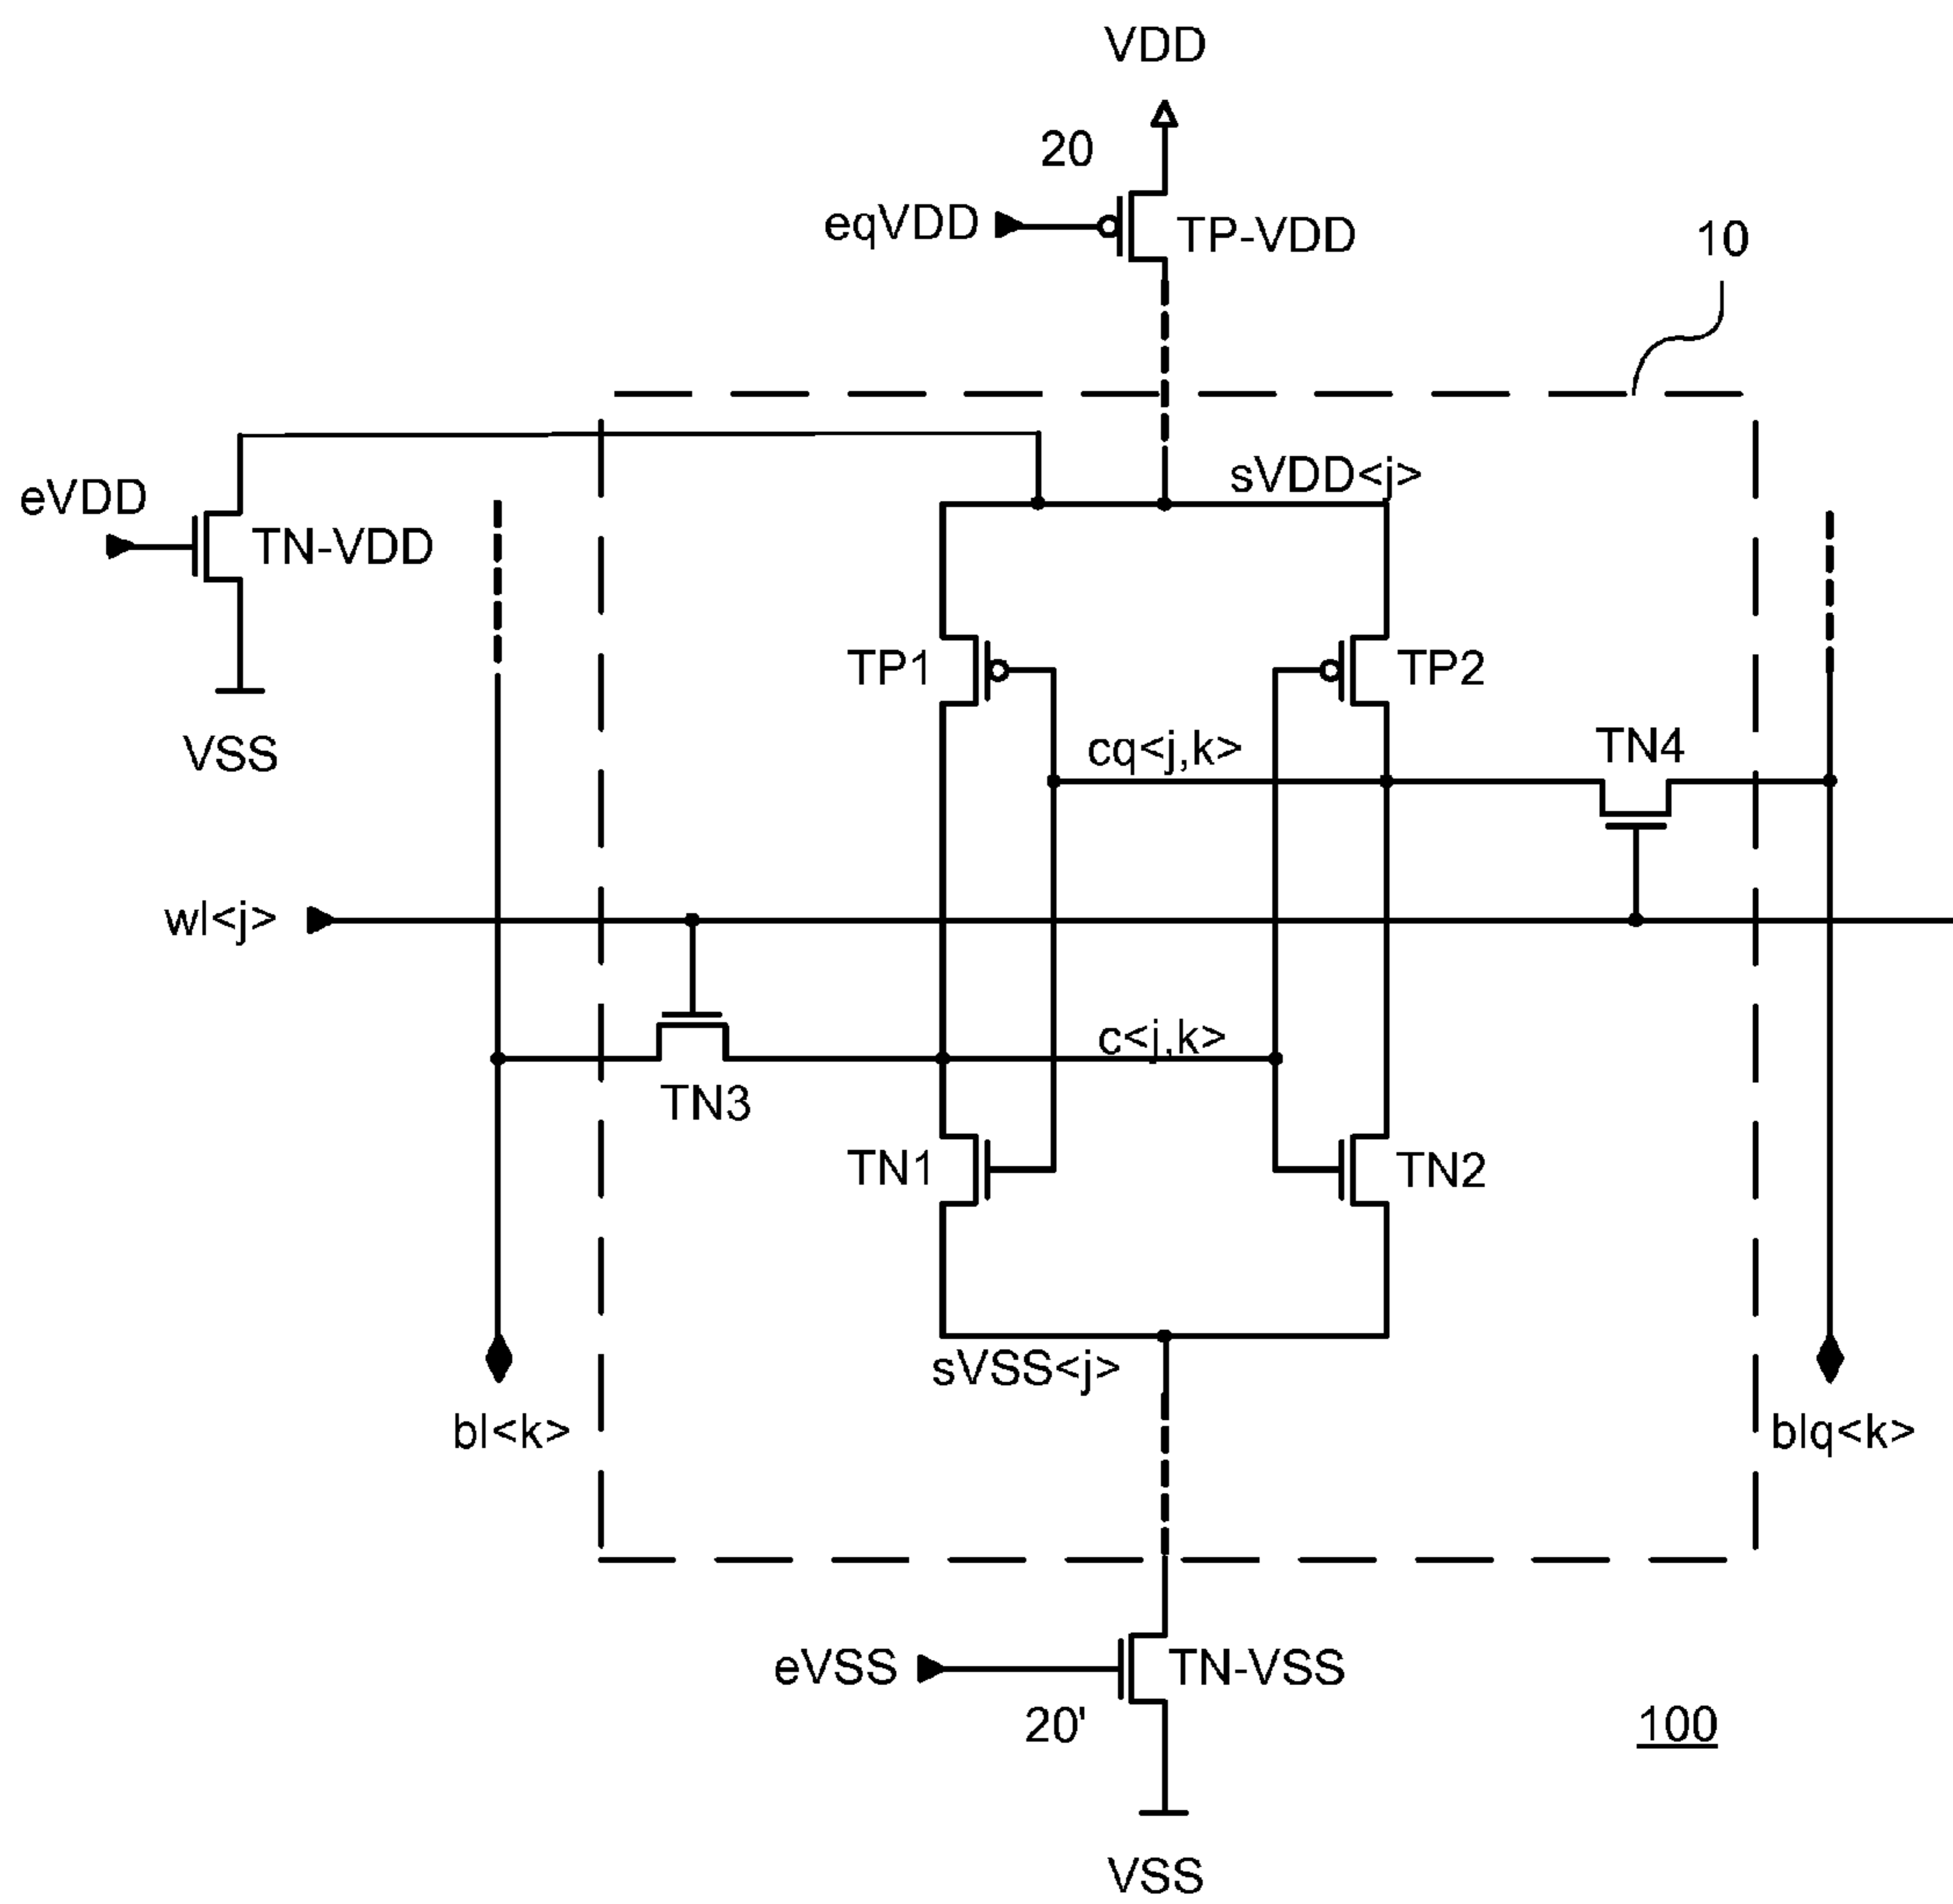 VDD
20
eqVDD
TP-VDD
10
sVDD<j>
eVDD
TN-VDD
TP1
TP2
VSS
cq<j,k>
TN4
wl<j>
c<j,k>
TN3
TN1
TN2
sVSS<j>
bl<k>
blq<k>
eVSS
TN-VSS
20'
100
VSS